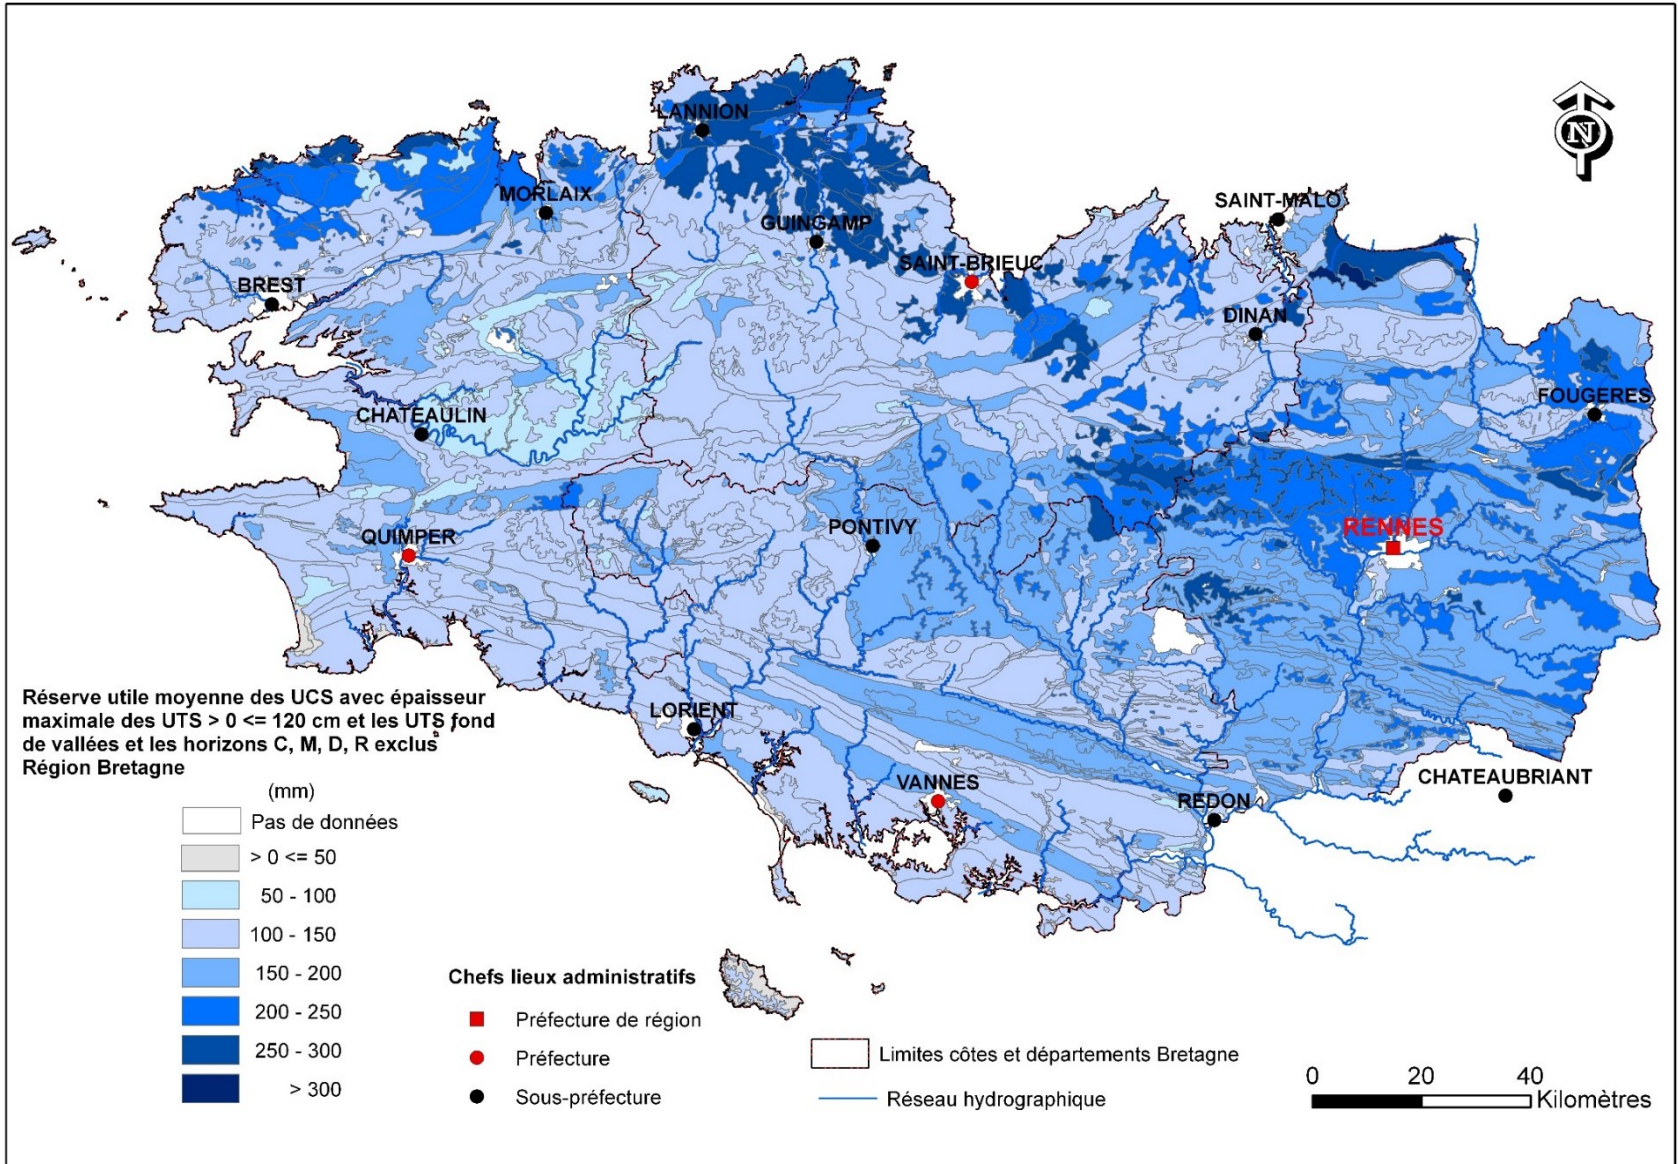 N
LANNION
MORLAIX
SAINT-MALO
GUINGAMP
SAINT-BRIEUC
BREST
DINAN
CHATEAULIN
FOUGERES
PONTIVY
RENNES
QUIMPER
Réserve utile moyenne des UCS avec épaisseur
maximale des UTS > 0 <= 120 cm et les UTS fond
de vallées et les horizons C, M, D, R exclus
Région Bretagne
LORIENT
VANNES
REDON
CHATEAUBRIANT
(mm)
Pas de données
> 0 <= 50
50 - 100
100 - 150
150 - 200
200 - 250
250 - 300
> 300
Chefs lieux administratifs
Préfecture de région
Préfecture
Sous-préfecture
Limites côtes et départements Bretagne
Réseau hydrographique
0 20 40
Kilomètres